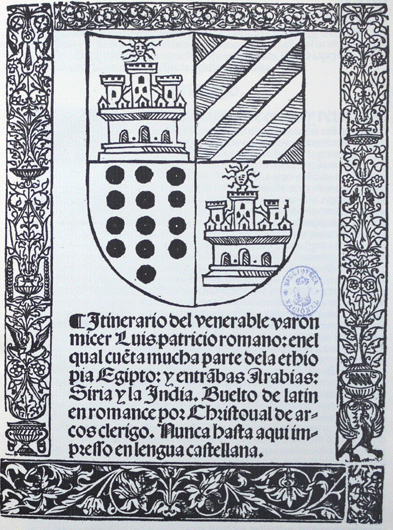 ¶ Itinerario del venerable varon
micer Luis. patricio romano: enel
qual cuēta mucha parte dela ethio
pia Egipto: y entrābas Arabias:
Siria y la India. Buelto de latin
en romance por Christoual de ar-
cos clerigo. Nunca hasta aqui im-
presso en lengua castellana.
BIBLIOTECA